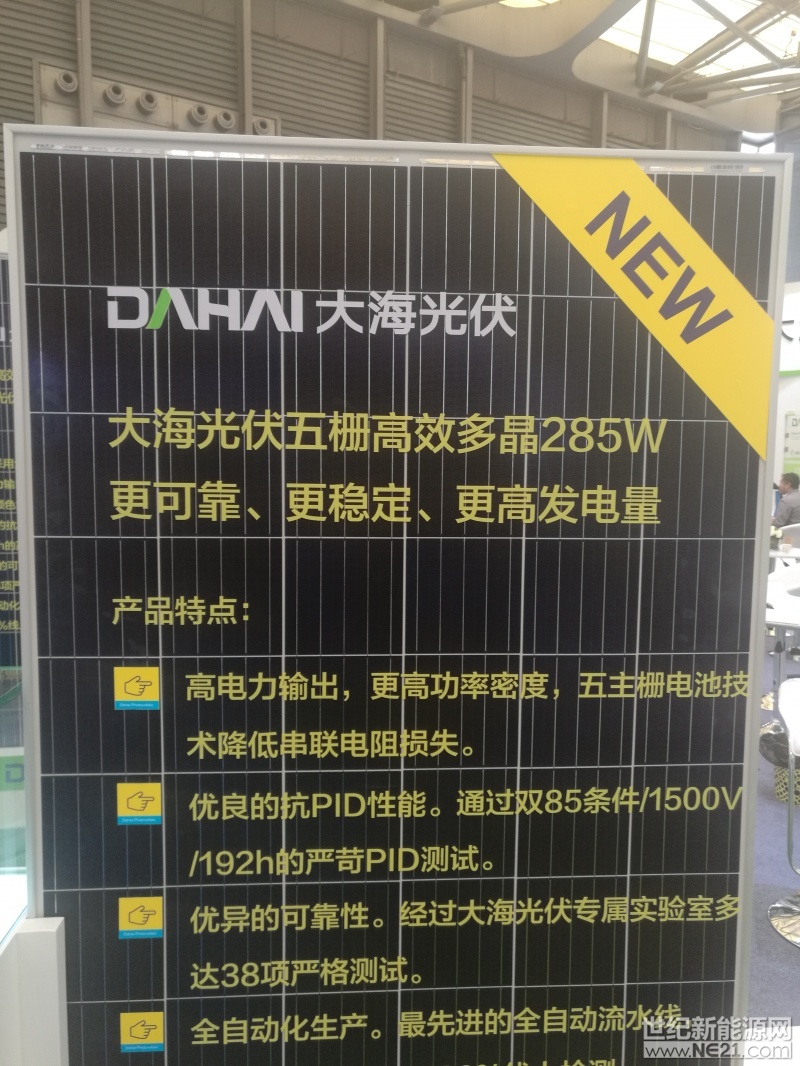 NEW
DAHAI 大海光伏
大海光伏五栅高效多晶285W
更可靠、更稳定、更高发电量
产品特点：
高电力输出，更高功率密度，五主栅电池技
术降低串联电阻损失。
优良的抗PID性能。通过双85条件/1500V
/192h的严苛PID测试。
优异的可靠性。经过大海光伏专属实验室多
达38项严格测试。
全自动化生产。最先进的全自动流水线
世纪新能源网
www.NE21.com